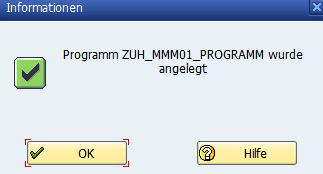 Informationen
Programm ZUH_MMM01_PROGRAMM wurde
angelegt
OK
Hilfe